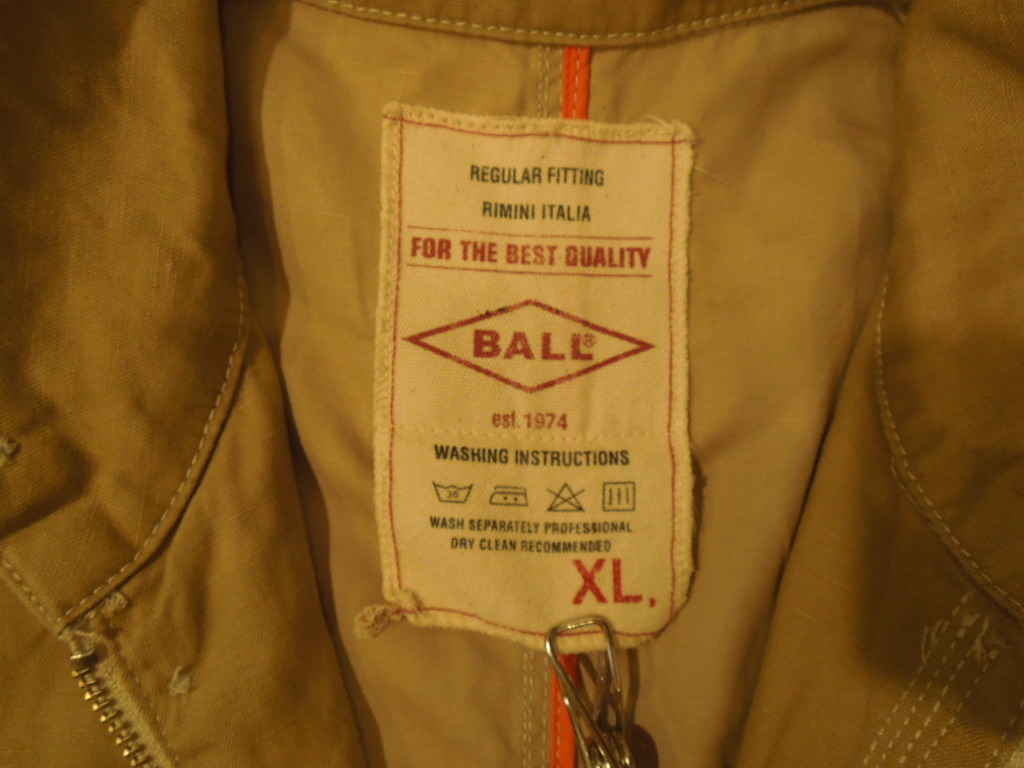 REGULAR FITTING
RIMINI ITALIA
FOR THE BEST QUALITY
BALL®
est. 1974
WASHING INSTRUCTIONS
30
WASH SEPARATELY PROFESSIONAL
DRY CLEAN RECOMMENDED
XL.